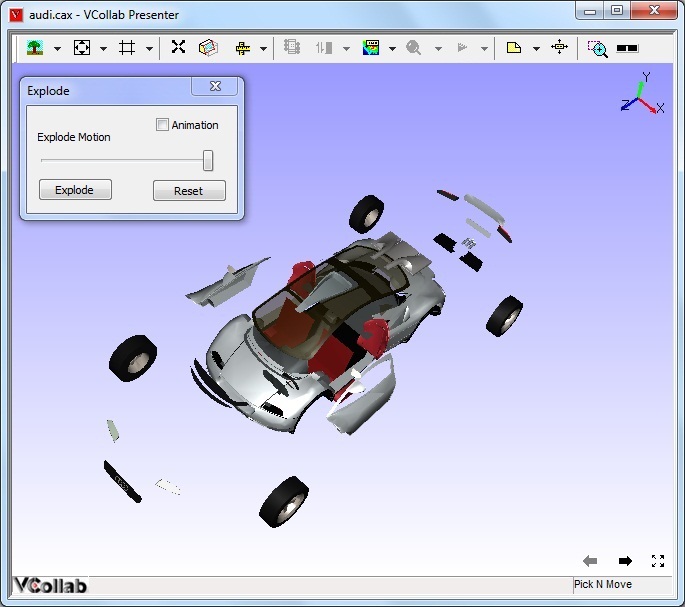 audi.cax - VCollab Presenter
Explode
Animation
Explode Motion
Explode
Reset
Y
X
Z
VCollab
Pick N Move